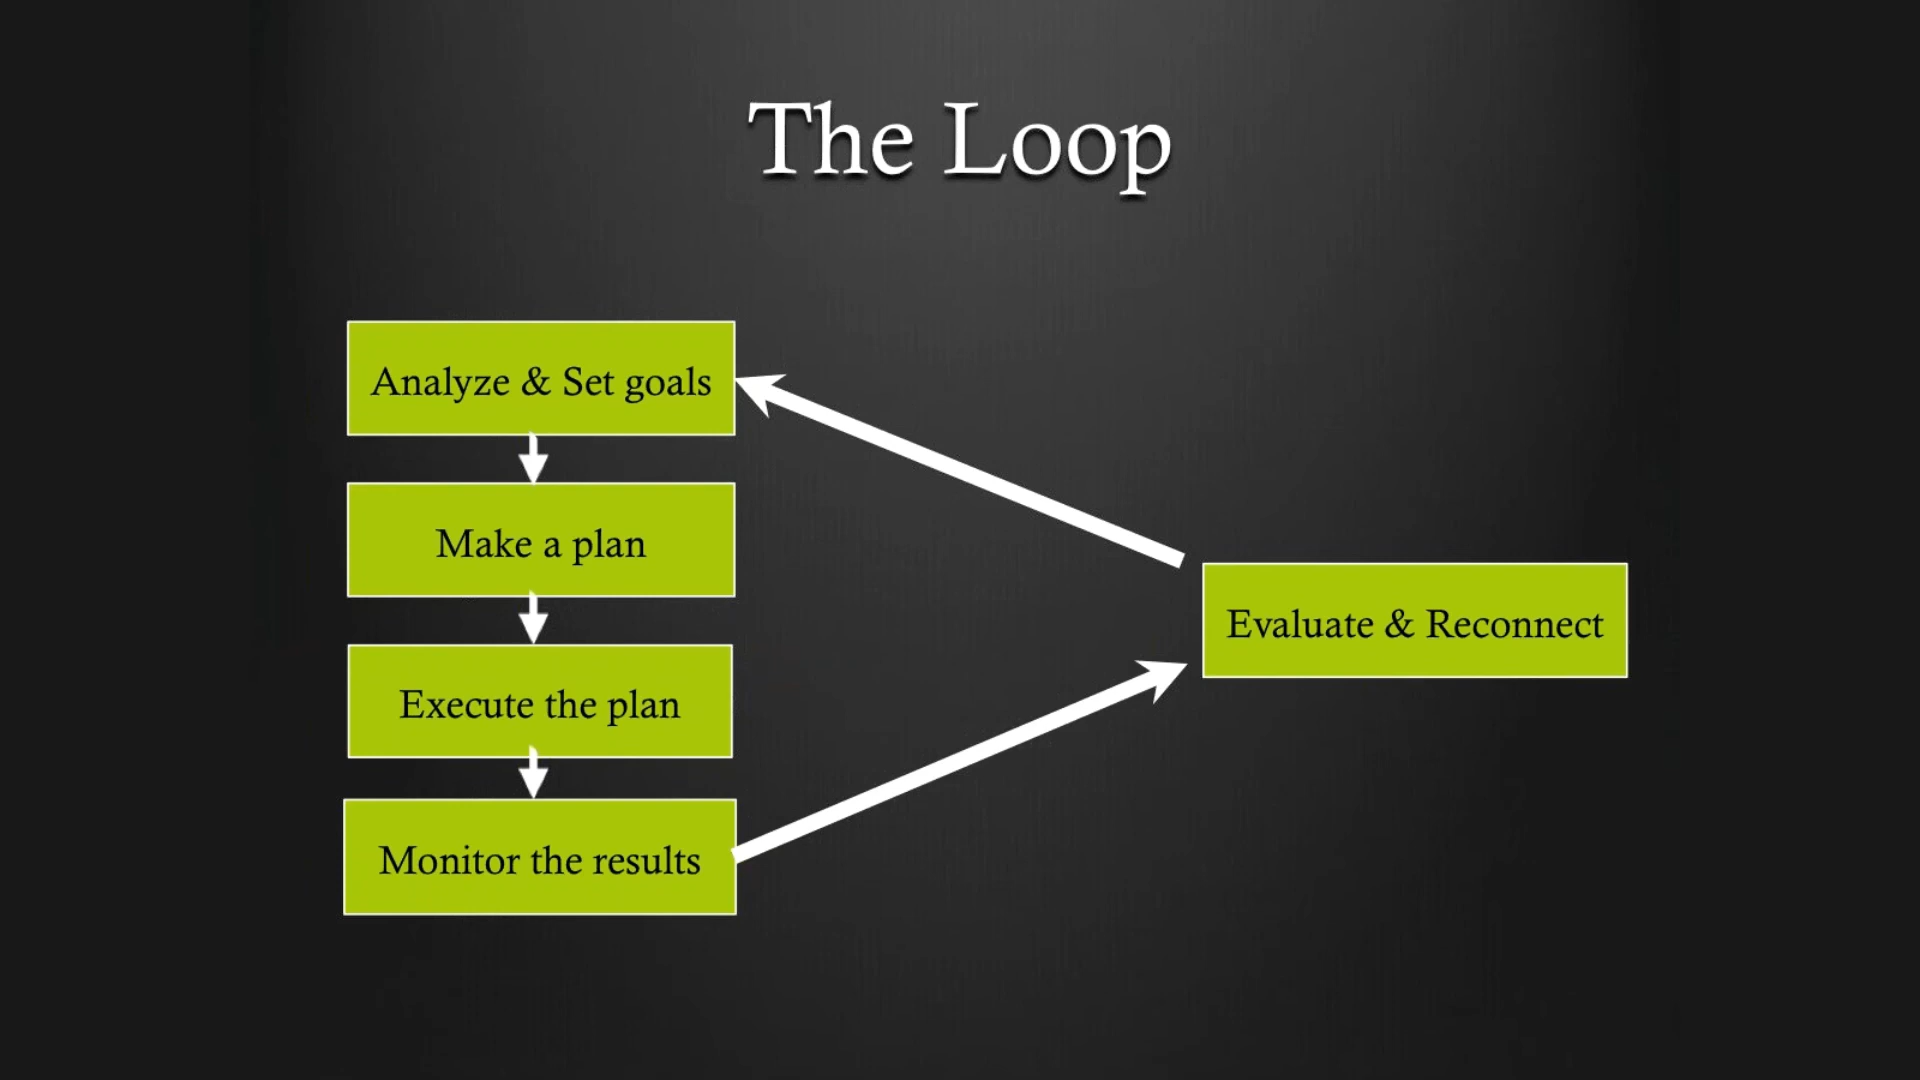 The Loop
Analyze & Set goals
Make a plan
Execute the plan
Monitor the results
Evaluate & Reconnect